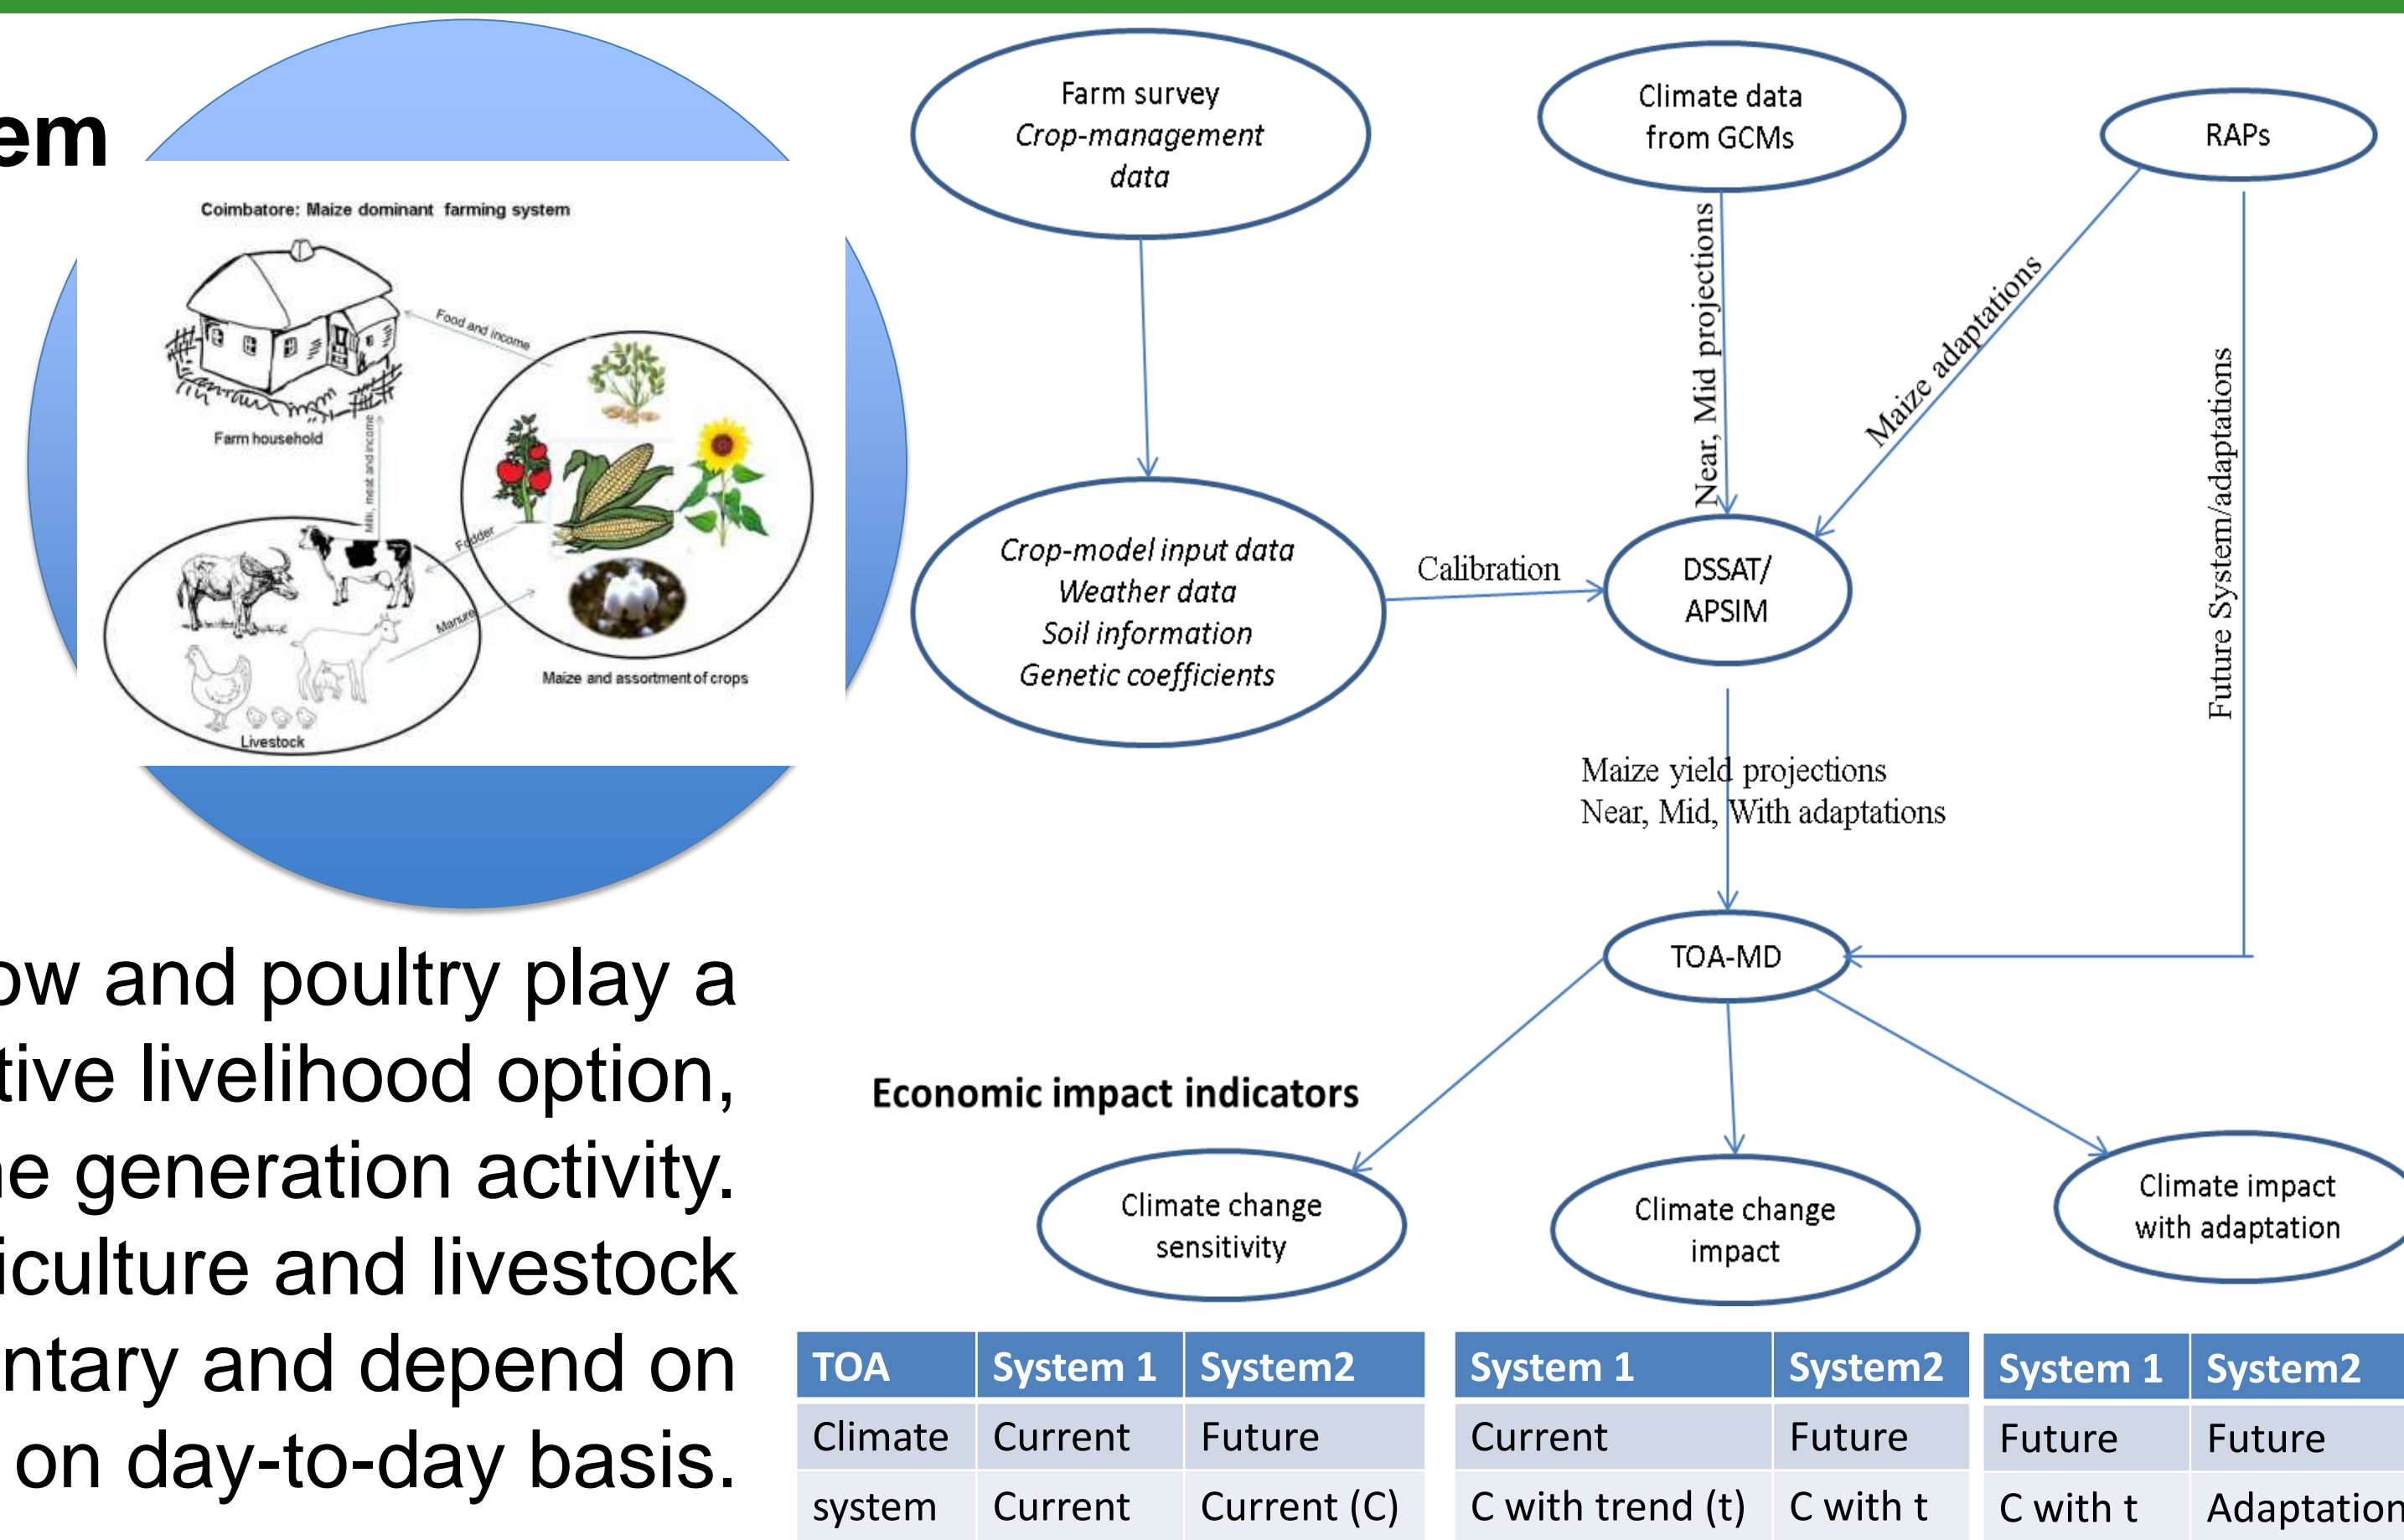 em
Coimbatore: Maize dominant farming system
Food and income
Farm household
Milk, meat and income
Fodder
Manure
Maize and assortment of crops
Livestock
ow and poultry play a
tive livelihood option,
ne generation activity.
iculture and livestock
ntary and depend on
on day-to-day basis.
Farm survey
Crop-management
data
Climate data
from GCMs
RAPs
Near, Mid projections
Maize adaptations
Future System/adaptations
Crop-model input data
Weather data
Soil information
Genetic coefficients
Calibration
DSSAT/
APSIM
Maize yield projections
Near, Mid, With adaptations
TOA-MD
Economic impact indicators
Climate change
sensitivity
Climate change
impact
Climate impact
with adaptation
TOA System 1 System2 System 1 System2 System 1 System2
Climate Current Future Current Future Future Future
system Current Current (C) C with trend (t) C with t C with t Adaptation